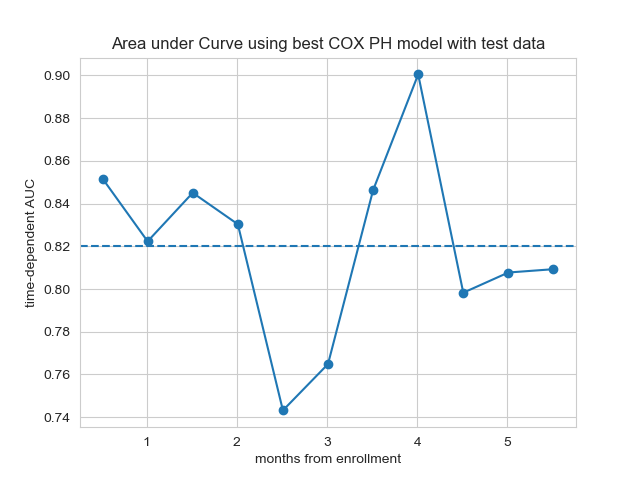 Area under Curve using best COX PH model with test data
0.90
0.88
0.86
0.84
0.82
0.80
0.78
0.76
0.74
time-dependent AUC
1 2 3 4 5
months from enrollment